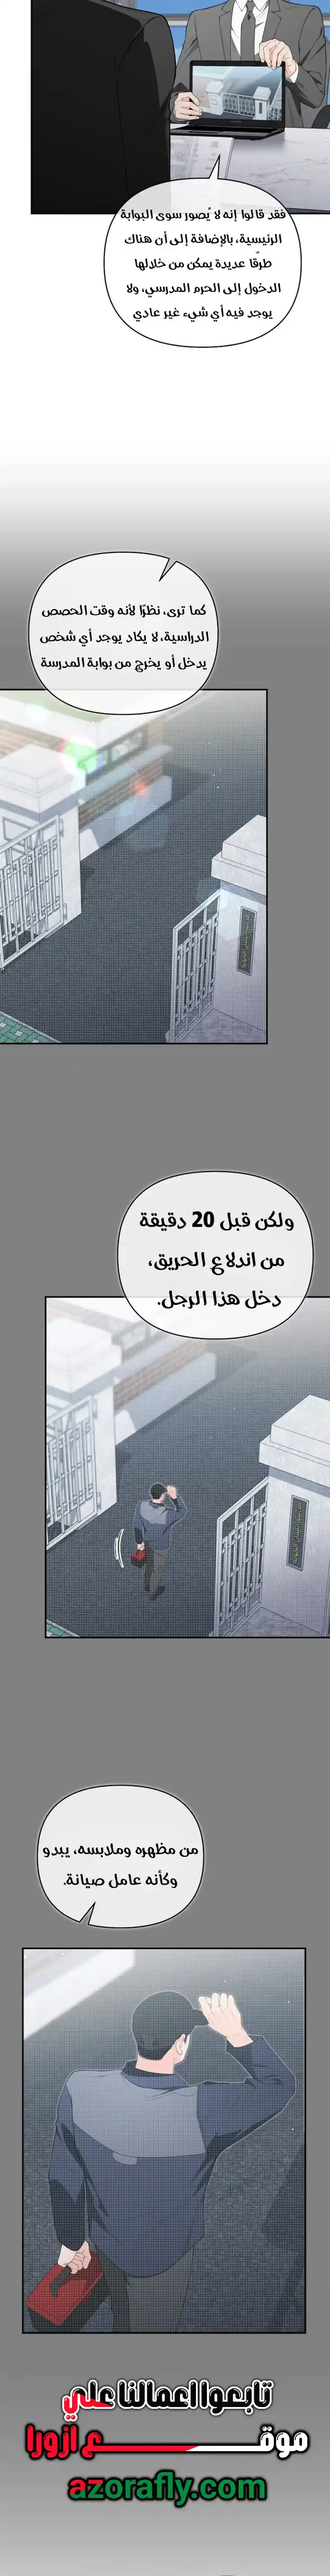 فقد قالوا إنه لا يُصور سوى البوابة
الرئيسية، بالإضافة إلى أن هناك
طرقًا عديدة يمكن من خلالها
الدخول إلى الحرم المدرسي، ولا
يوجد فيه أي شيء غير عادي
كما ترى، نظرًا لأنه وقت الحصص
الدراسية، لا يكاد يوجد أي شخص
يدخل أو يخرج من بوابة المدرسة
ولكن قبل 20 دقيقة
من اندلاع الحريق،
دخل هذا الرجل.
من مظهره وملابسه، يبدو
وكأنه عامل صيانة.
تابعوا اعمالنا علي
موقـــــــــع ازورا
azorafly.com